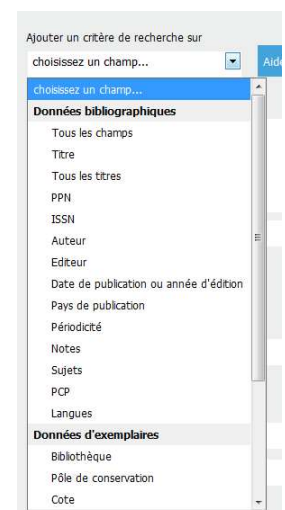 Ajouter un critère de recherche sur
choisissez un champ... Aide
choisissez un champ...
Données bibliographiques
Tous les champs
Titre
Tous les titres
PPN
ISSN
Auteur
Editeur
Date de publication ou année d'édition
Pays de publication
Périodicité
Notes
Sujets
PCP
Langues
Données d'exemplaires
Bibliothèque
Pôle de conservation
Cote